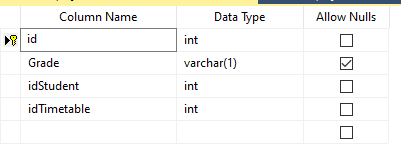 Column Name Data Type Allow Nulls
id int
Grade varchar(1)
idStudent int
idTimetable int